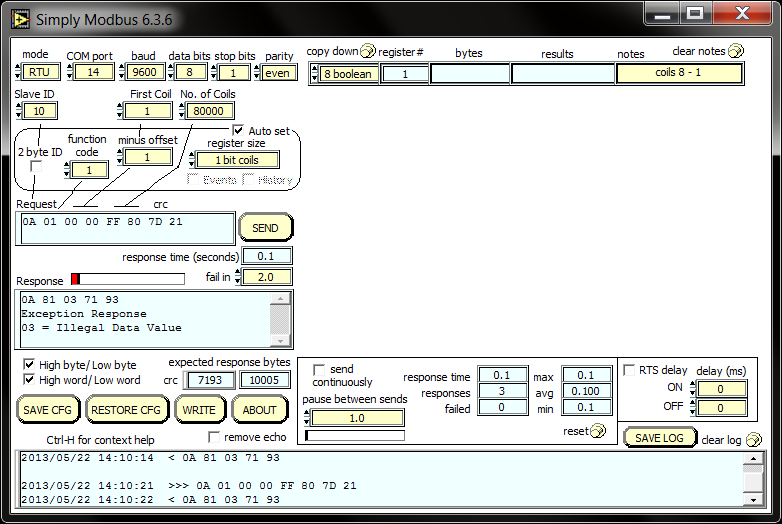 Simply Modbus 6.3.6
mode COM port baud data bits stop bits parity copy down register# bytes results notes clear notes
RTU 14 9600 8 1 even 8 boolean 1 coils 8 - 1
Slave ID First Coil No. of Coils
10 1 80000
Auto set
2 byte ID function code minus offset register size
1 1 1 bit coils
Events History
Request crc
0A 01 00 00 FF 80 7D 21 SEND
response time (seconds) 0.1
Response fail in 2.0
0A 81 03 71 93
Exception Response
03 = Illegal Data Value
High byte/Low byte expected response bytes
High word/Low word crc 7193 10005
SAVE CFG RESTORE CFG WRITE ABOUT
Ctrl-H for context help remove echo
send continuously
pause between sends
1.0
response time 0.1 max 0.1
responses 3 avg 0.100
failed 0 min 0.1
reset
RTS delay delay (ms)
ON 0
OFF 0
SAVE LOG clear log
2013/05/22 14:10:14 < 0A 81 03 71 93
2013/05/22 14:10:21 >>> 0A 01 00 00 FF 80 7D 21
2013/05/22 14:10:22 < 0A 81 03 71 93